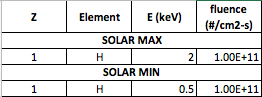 Z Element E (keV) fluence (#/cm2-s)
SOLAR MAX
1 H 2 1.00E+11
SOLAR MIN
1 H 0.5 1.00E+11